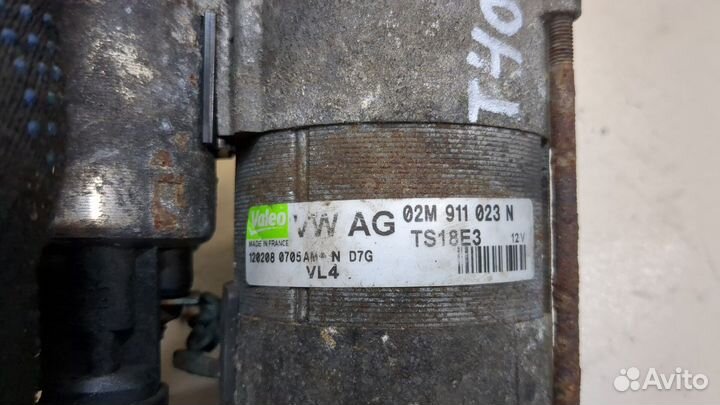 T40
Valeo VW AG 02M 911 023 N
MADE IN FRANCE TS18E3 12V
120208 0705AM* N D7G
VL4
Avito